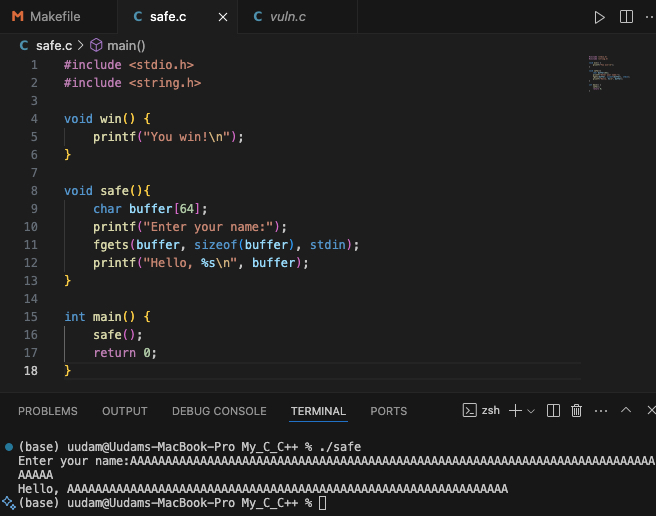 Makefile
safe.c
vuln.c
safe.c > main()
1 #include <stdio.h>
2 #include <string.h>
3
4 void win() {
5     printf("You win!\n");
6 }
7
8 void safe(){
9     char buffer[64];
10     printf("Enter your name:");
11     fgets(buffer, sizeof(buffer), stdin);
12     printf("Hello, %s\n", buffer);
13 }
14
15 int main() {
16     safe();
17     return 0;
18 }
PROBLEMS OUTPUT DEBUG CONSOLE TERMINAL PORTS zsh
(base) uudam@Uudams-MacBook-Pro My_C_C++ % ./safe
Enter your name:AAAAAAAAAAAAAAAAAAAAAAAAAAAAAAAAAAAAAAAAAAAAAAAAAAAAAAAAAAAAAAAAAAAAAAAAAAA
AAAAA
Hello, AAAAAAAAAAAAAAAAAAAAAAAAAAAAAAAAAAAAAAAAAAAAAAAAAAAAAAAAAAAAAAA
(base) uudam@Uudams-MacBook-Pro My_C_C++ %